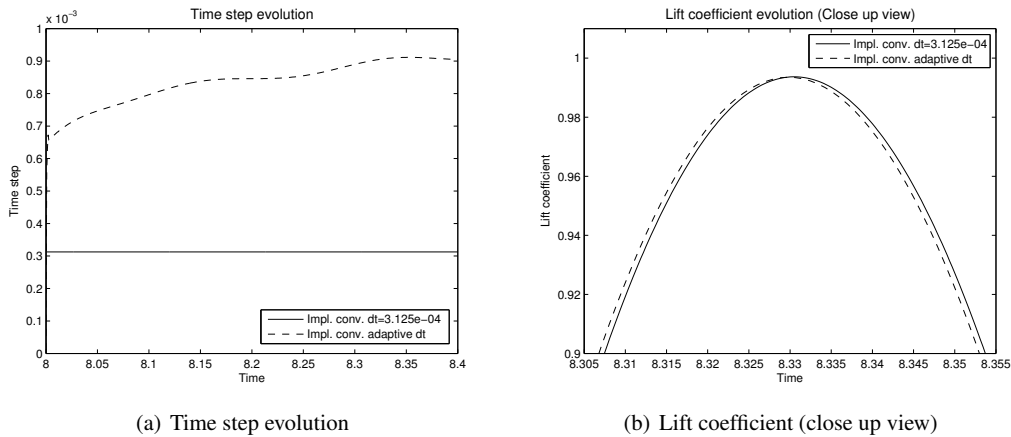 Time step evolution
x 10⁻³
1
0.9
0.8
0.7
0.6
0.5
0.4
0.3
0.2
0.1
0
Time step
8
8.05
8.1
8.15
8.2
8.25
8.3
8.35
8.4
Time
Impl. conv. dt=3.125e−04
Impl. conv. adaptive dt
(a) Time step evolution
Lift coefficient evolution (Close up view)
1
0.98
0.96
0.94
0.92
0.9
Lift coefficient
8.305
8.31
8.315
8.32
8.325
8.33
8.335
8.34
8.345
8.35
8.355
Time
Impl. conv. dt=3.125e−04
Impl. conv. adaptive dt
(b) Lift coefficient (close up view)